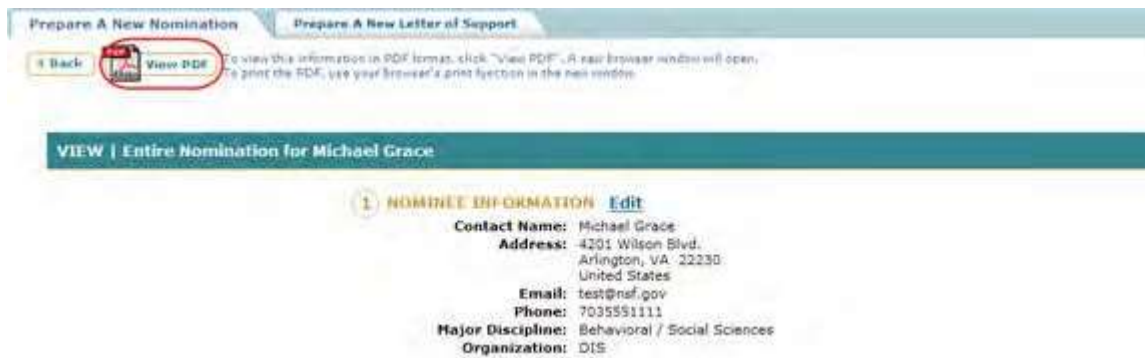 Prepare A New Nomination
Prepare A New Letter of Support
Back
PDF
View PDF
To view this information in PDF format, click "View PDF". A new browser window will open.
To print the PDF, use your browser's print function in the new window.
VIEW | Entire Nomination for Michael Grace
1 NOMINEE INFORMATION Edit
Contact Name: Michael Grace
Address: 4201 Wilson Blvd.
Arlington, VA 22230
United States
Email: test@nsf.gov
Phone: 7035551111
Major Discipline: Behavioral / Social Sciences
Organization: DIS